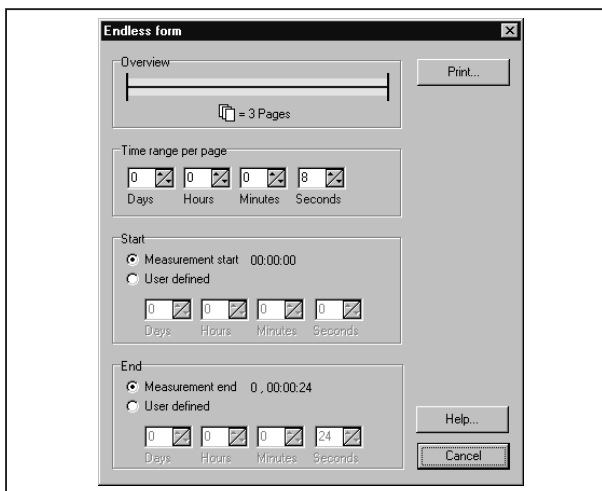 Endless form
Overview
= 3 Pages
Print...
Time range per page
0 0 0 8
Days Hours Minutes Seconds
Start
Measurement start 00:00:00
User defined
0 0 0 0
Days Hours Minutes Seconds
End
Measurement end 0 , 00:00:24
User defined
0 0 0 24
Days Hours Minutes Seconds
Help...
Cancel